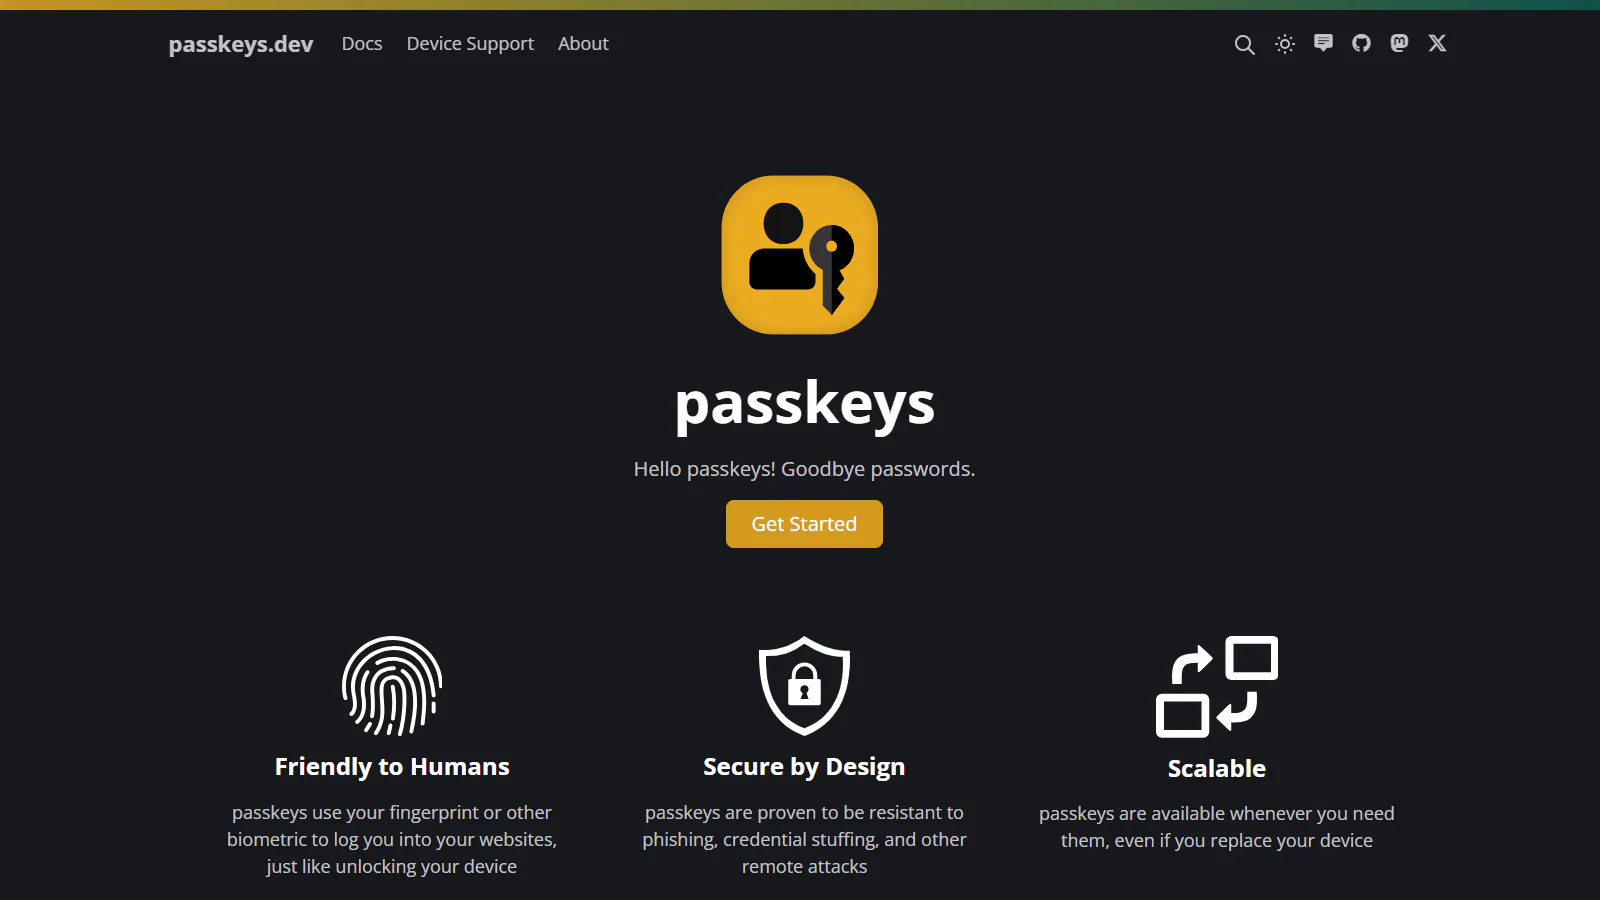 passkeys.dev Docs Device Support About
passkeys
Hello passkeys! Goodbye passwords.
Get Started
Friendly to Humans
passkeys use your fingerprint or other
biometric to log you into your websites,
just like unlocking your device
Secure by Design
passkeys are proven to be resistant to
phishing, credential stuffing, and other
remote attacks
Scalable
passkeys are available whenever you need
them, even if you replace your device